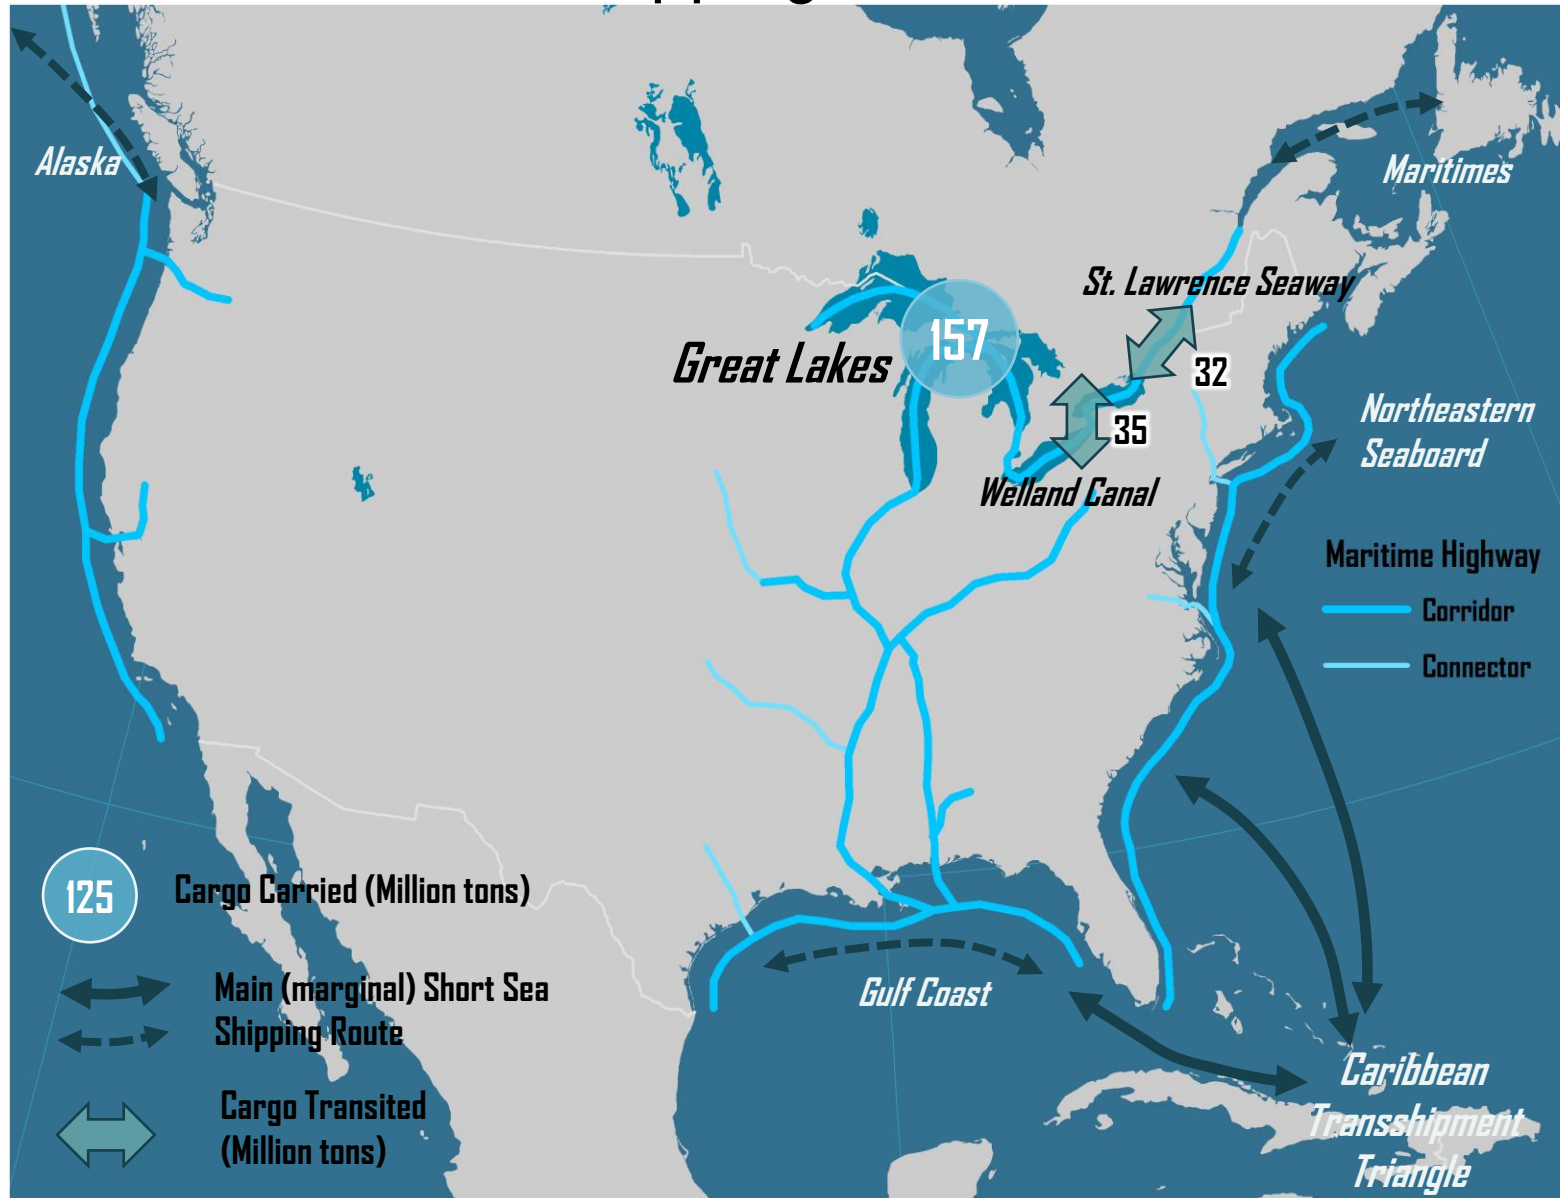 Alaska
Maritimes
St. Lawrence Seaway
157
Great Lakes
32
35
Welland Canal
Northeastern
Seaboard
Maritime Highway
Corridor
Connector
125
Cargo Carried (Million tons)
Main (marginal) Short Sea
Shipping Route
Gulf Coast
Cargo Transited
(Million tons)
Caribbean
Transshipment
Triangle